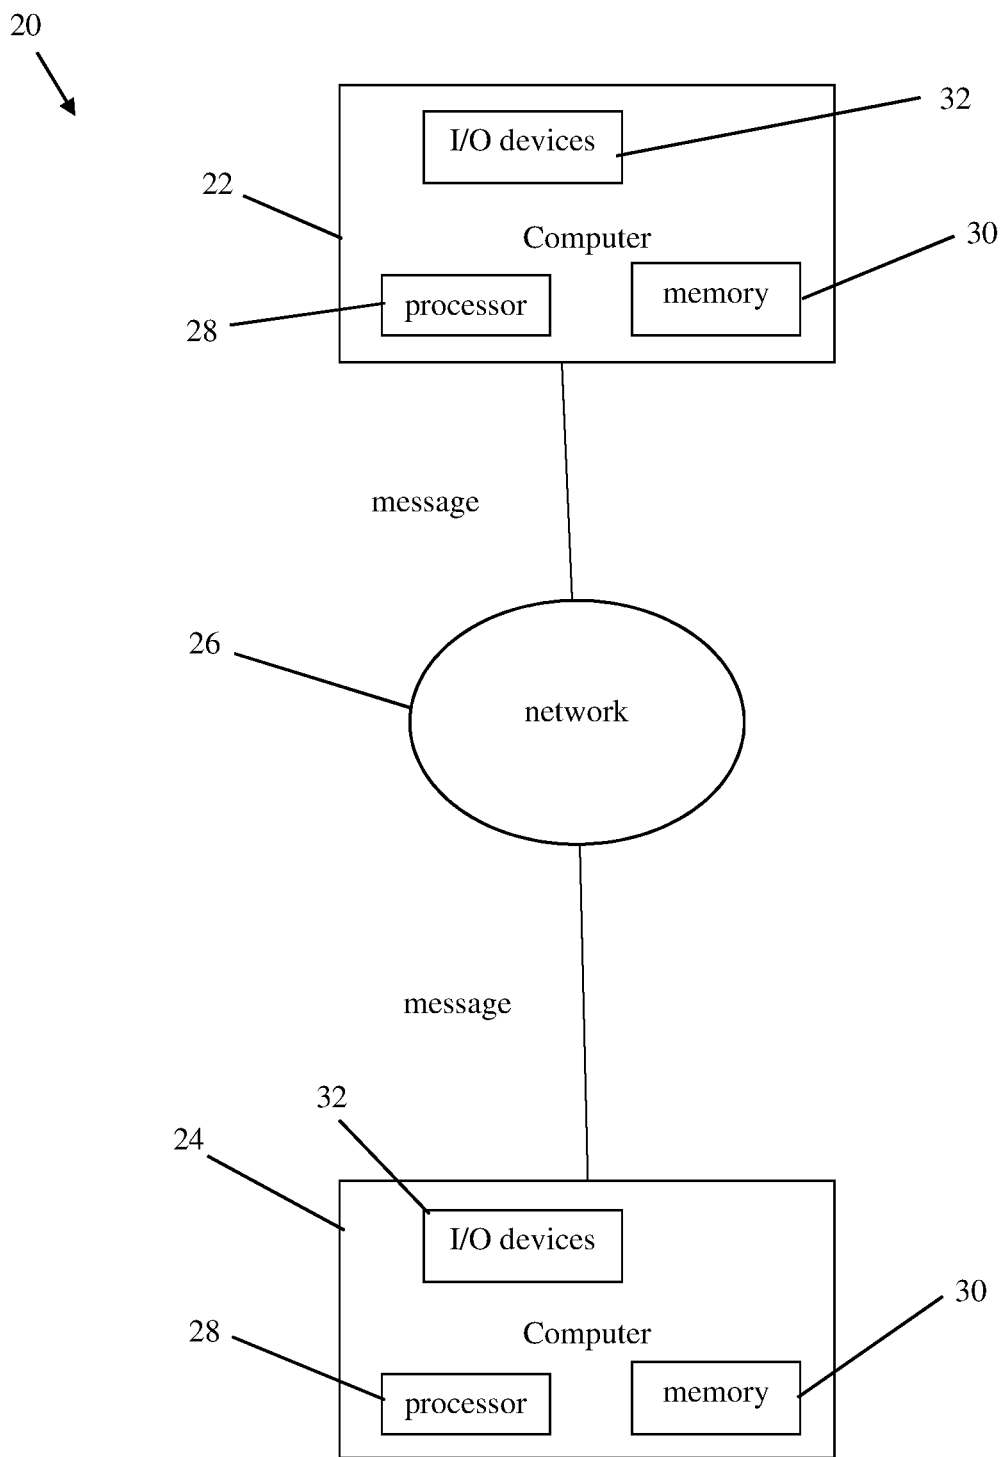 20
32
I/O devices
22
30
Computer
memory
processor
28
message
26
network
message
32
24
I/O devices
30
28
Computer
memory
processor